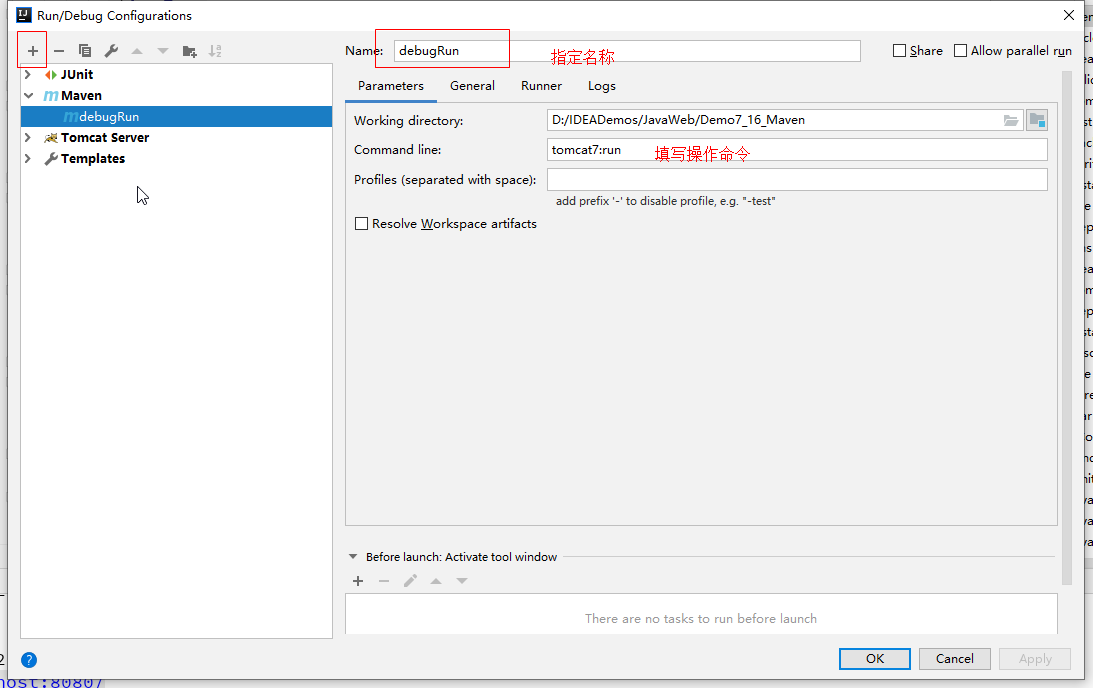 Run/Debug Configurations
Name: debugRun
指定名称
Share
Allow parallel run
JUnit
Maven
debugRun
Tomcat Server
Templates
Parameters General Runner Logs
Working directory: D:/IDEADemos/JavaWeb/Demo7_16_Maven
Command line: tomcat7:run
填写操作命令
Profiles (separated with space):
add prefix '-' to disable profile, e.g. "-test"
Resolve Workspace artifacts
Before launch: Activate tool window
There are no tasks to run before launch
?
OK Cancel Apply